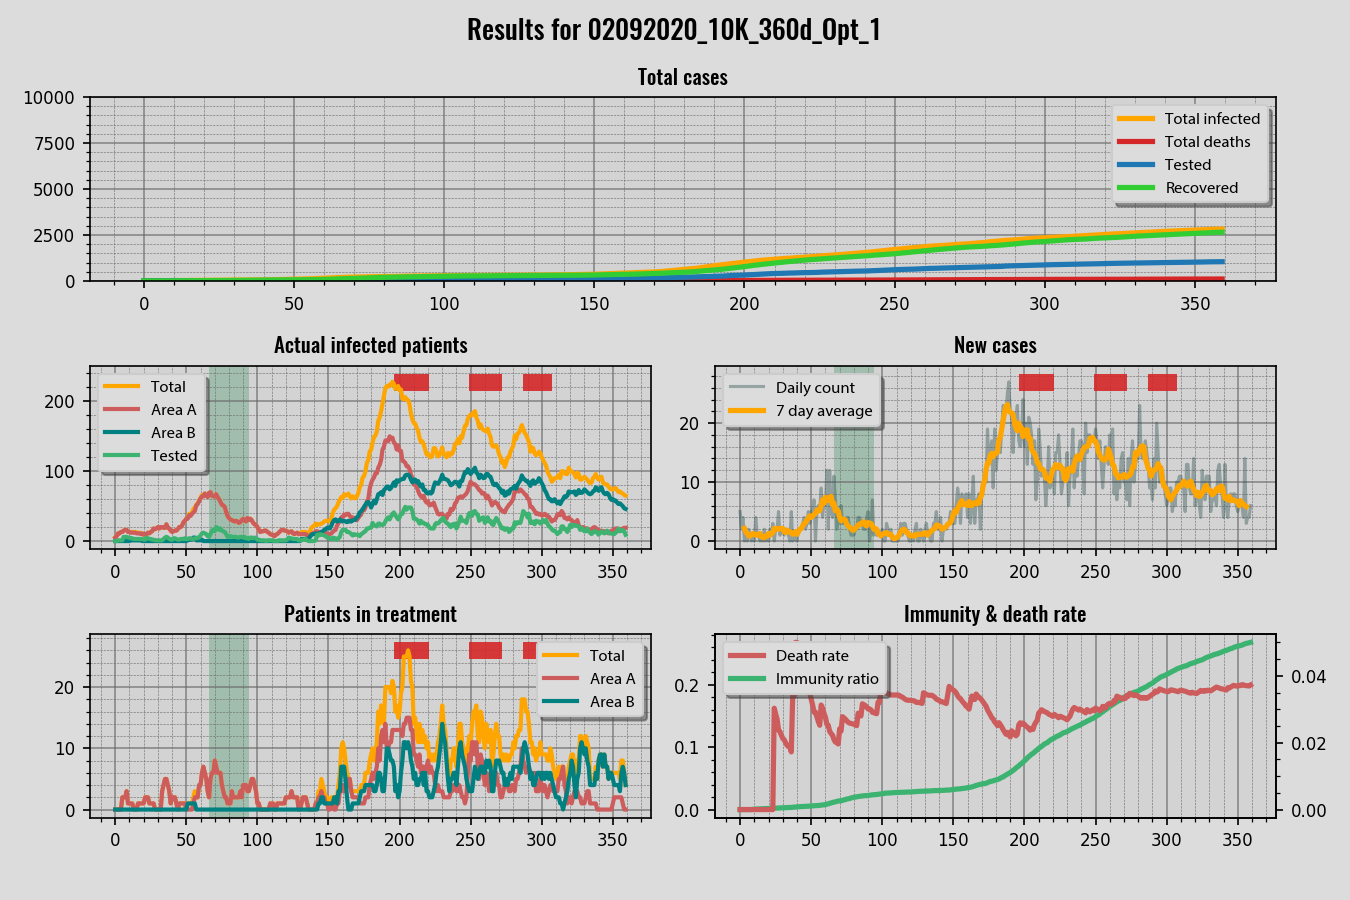 Results for 02092020_10K_360d_Opt_1
Total cases
10000
7500
5000
2500
0
Total infected
Total deaths
Tested
Recovered
0 50 100 150 200 250 300 350
Actual infected patients
200
100
0
Total
Area A
Area B
Tested
0 50 100 150 200 250 300 350
New cases
20
10
0
Daily count
7 day average
0 50 100 150 200 250 300 350
Patients in treatment
20
10
0
Total
Area A
Area B
0 50 100 150 200 250 300 350
Immunity & death rate
0.2
0.1
0.0
Death rate
Immunity ratio
0.04
0.02
0.00
0 50 100 150 200 250 300 350